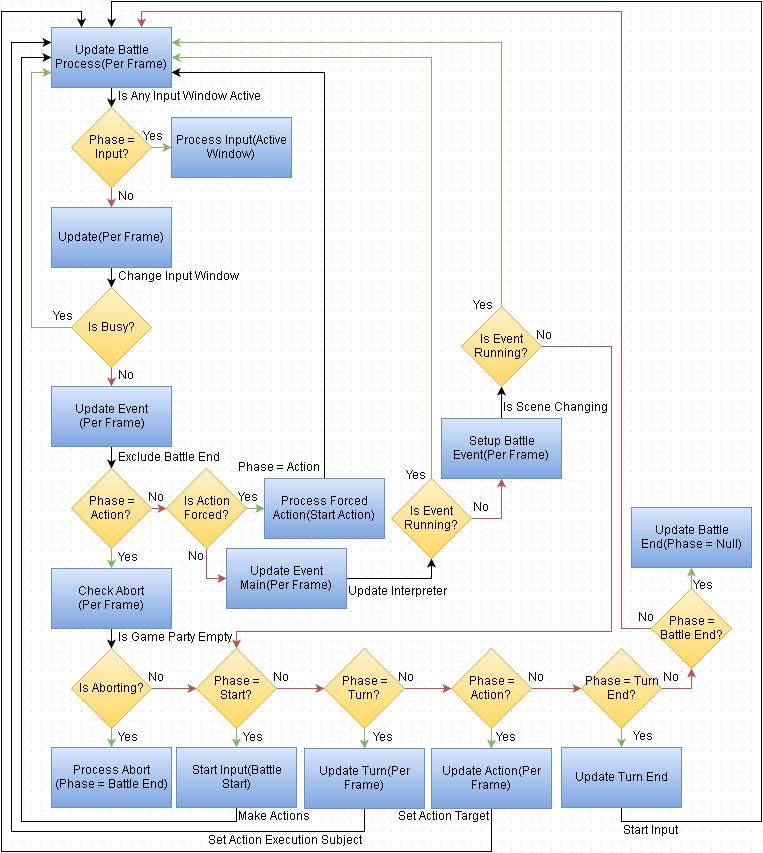 Update Battle
Process(Per Frame)
Is Any Input Window Active
Phase =
Input?
Yes
Process Input(Active
Window)
No
Update(Per Frame)
Change Input Window
Yes
Is Busy?
No
Yes
Is Event
Running?
No
Update Event
(Per Frame)
Is Scene Changing
Setup Battle
Event(Per Frame)
Exclude Battle End
Phase = Action
Phase =
Action?
No
Is Action
Forced?
Yes
Process Forced
Action(Start Action)
Yes
Is Event
Running?
No
Yes
No
Update Event
Main(Per Frame)
Update Interpreter
Update Battle
End(Phase = Null)
Yes
Check Abort
(Per Frame)
No
Phase =
Battle End?
Is Game Party Empty
Is Aborting?
No
Phase =
Start?
No
Phase =
Turn?
No
Phase =
Action?
No
Phase = Turn
End?
No
Yes
Yes
Yes
Yes
Yes
Process Abort
(Phase = Battle End)
Start Input(Battle
Start)
Update Turn(Per
Frame)
Update Action(Per
Frame)
Update Turn End
Make Actions
Set Action Target
Start Input
Set Action Execution Subject